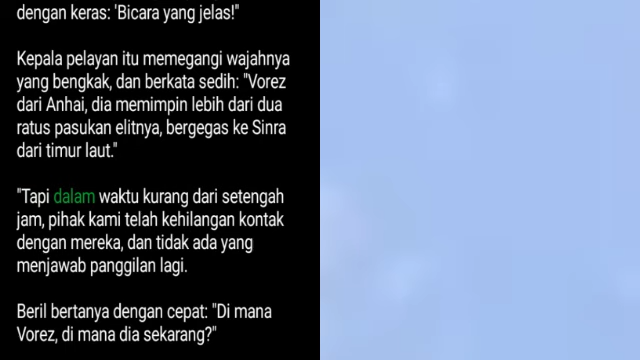 dengan keras: 'Bicara yang jelas!"
Kepala pelayan itu memegangi wajahnya
yang bengkak, dan berkata sedih: "Vorez
dari Anhai, dia memimpin lebih dari dua
ratus pasukan elitnya, bergegas ke Sinra
dari timur laut."
"Tapi dalam waktu kurang dari setengah
jam, pihak kami telah kehilangan kontak
dengan mereka, dan tidak ada yang
menjawab panggilan lagi.
Beril bertanya dengan cepat: "Di mana
Vorez, di mana dia sekarang?"